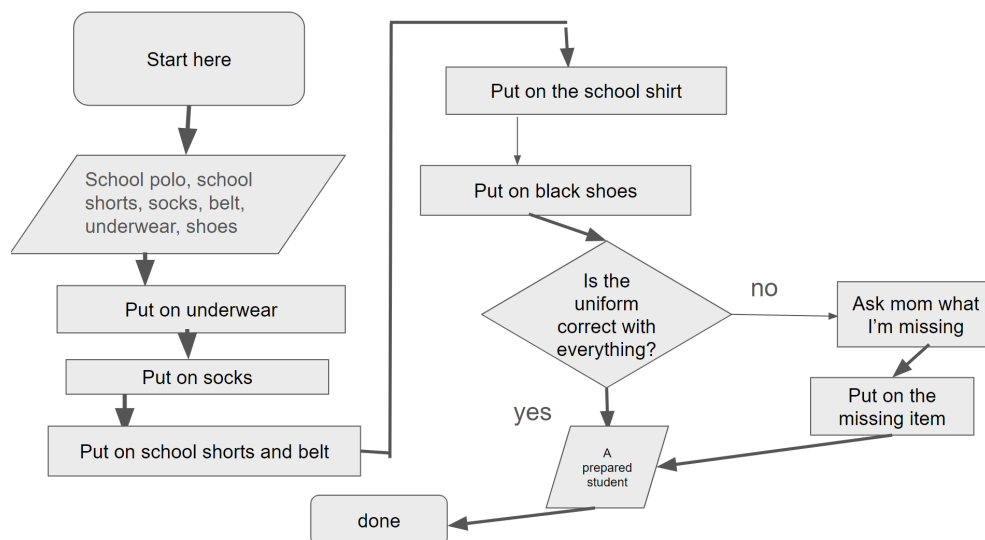 Start here
School polo, school
shorts, socks, belt,
underwear, shoes
Put on underwear
Put on socks
Put on school shorts and belt
Put on the school shirt
Put on black shoes
Is the
uniform
correct with
everything?
no
Ask mom what
I'm missing
Put on the
missing item
yes
A
prepared
student
done